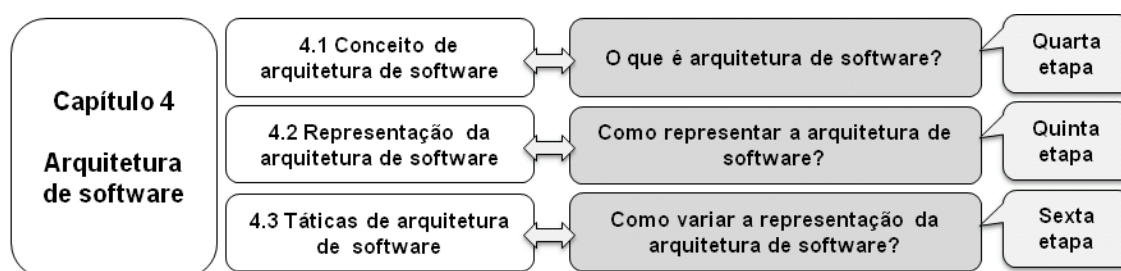 Capítulo 4
Arquitetura
de software
4.1 Conceito de
arquitetura de software
O que é arquitetura de software?
Quarta
etapa
4.2 Representação da
arquitetura de software
Como representar a arquitetura de
software?
Quinta
etapa
4.3 Táticas de arquitetura
de software
Como variar a representação da
arquitetura de software?
Sexta
etapa